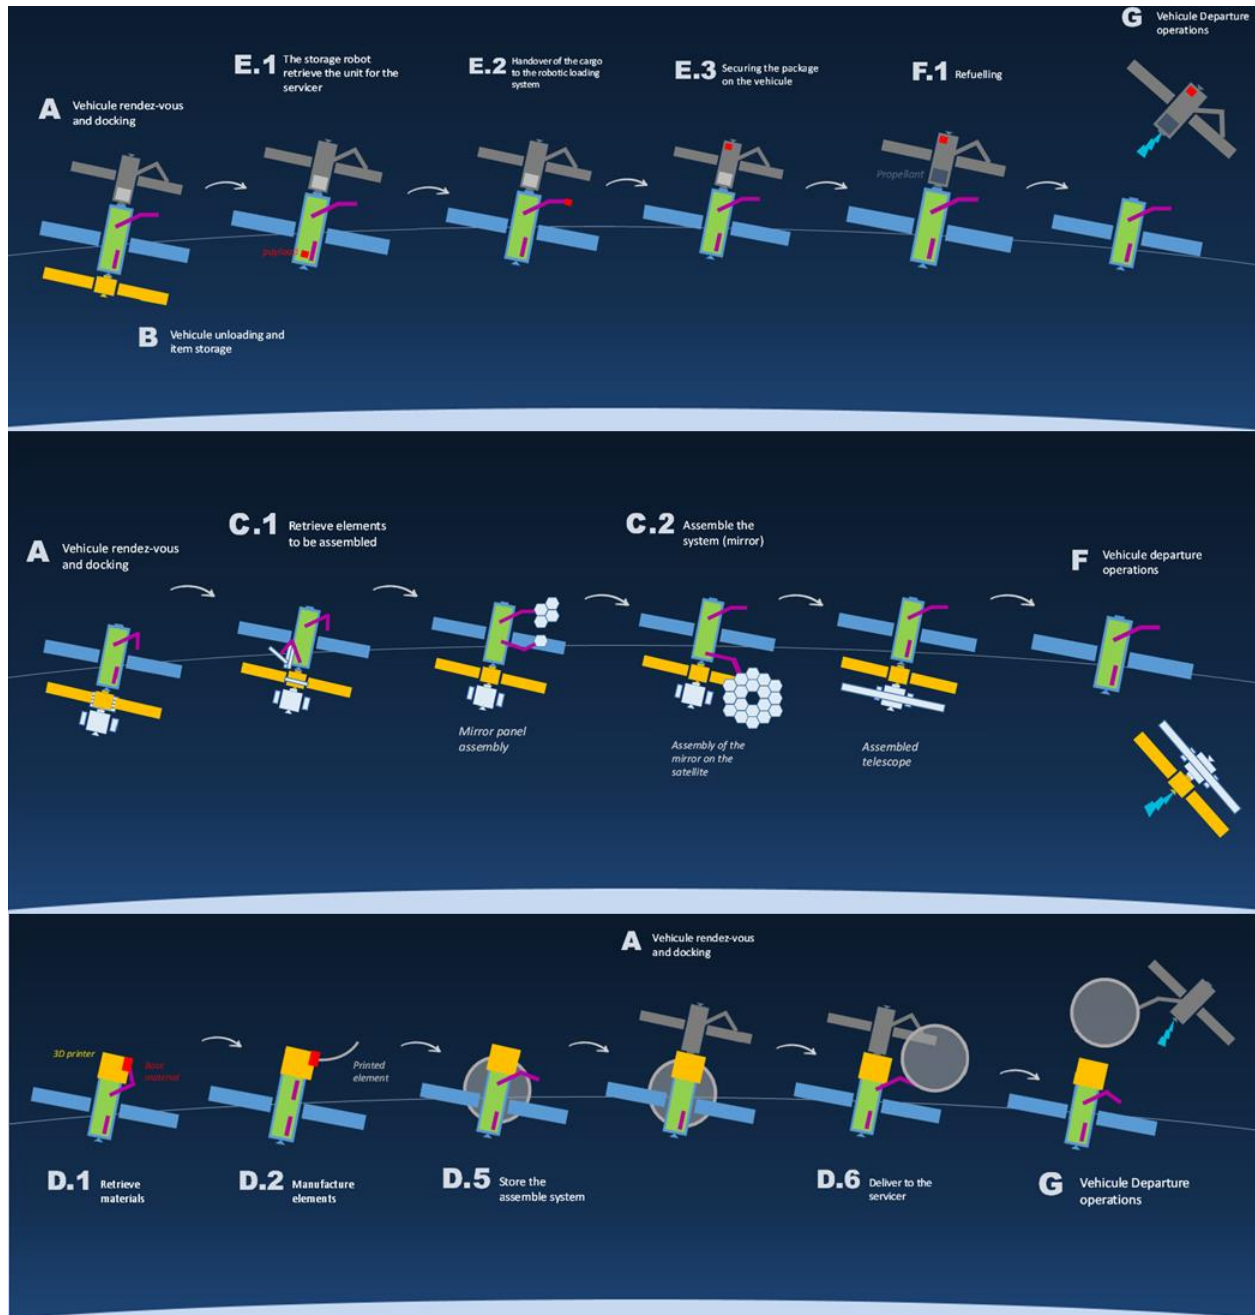 G Vehicule Departure
operations
E.1 The storage robot
retrieve the unit for the
servicer
E.2 Handover of the cargo
to the robotic loading
system
E.3 Securing the package
on the vehicule
F.1 Refuelling
A Vehicule rendez-vous
and docking
Propellant
payload
B Vehicule unloading and
item storage
C.1 Retrieve elements
to be assembled
C.2 Assemble the
system (mirror)
A Vehicule rendez-vous
and docking
F Vehicule departure
operations
Mirror panel
assembly
Assembly of the
mirror on the
satellite
Assembled
telescope
A Vehicule rendez-vous
and docking
3D printer
Base
material
Printed
element
D.1 Retrieve
materials
D.2 Manufacture
elements
D.5 Store the
assemble system
D.6 Deliver to the
servicer
G Vehicule Departure
operations